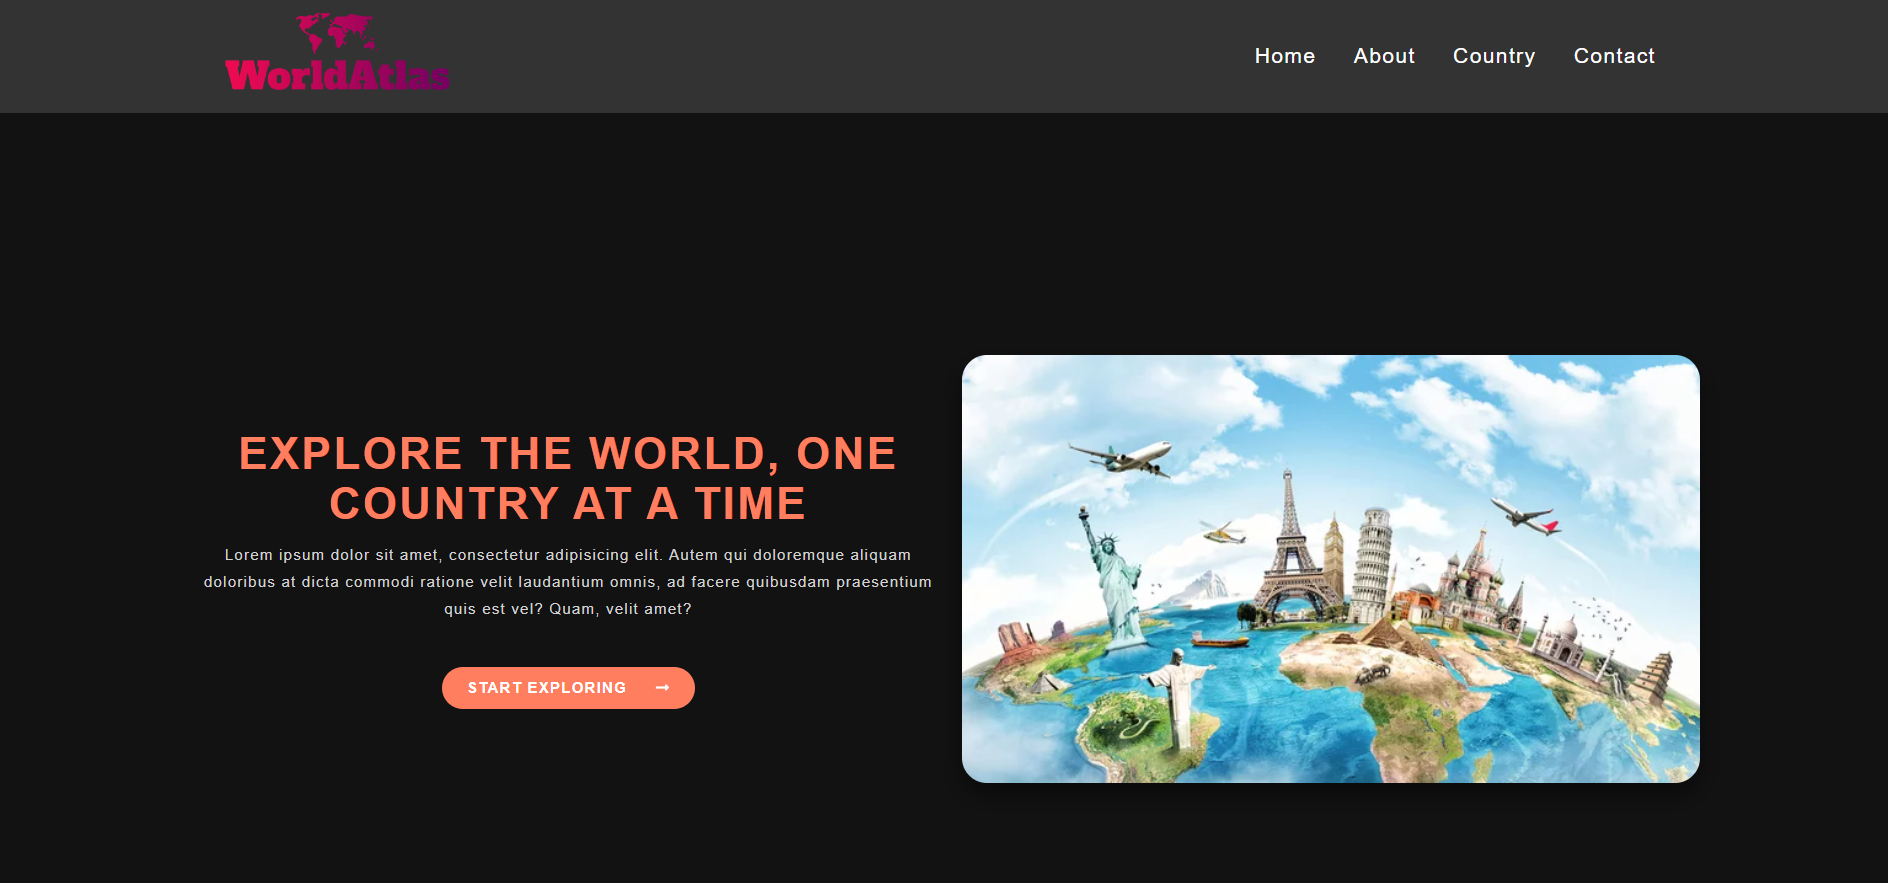 WorldAtlas
Home About Country Contact
EXPLORE THE WORLD, ONE
COUNTRY AT A TIME
Lorem ipsum dolor sit amet, consectetur adipisicing elit. Autem qui doloremque aliquam
doloribus at dicta commodi ratione velit laudantium omnis, ad facere quibusdam praesentium
quis est vel? Quam, velit amet?
START EXPLORING →